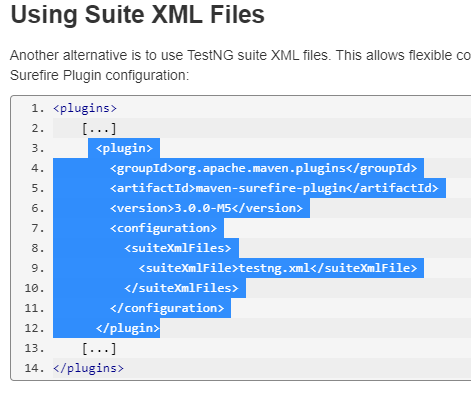 Using Suite XML Files
Another alternative is to use TestNG suite XML files. This allows flexible co
Surefire Plugin configuration:
1. <plugins>
2.     [...]
3.       <plugin>
4.         <groupId>org.apache.maven.plugins</groupId>
5.         <artifactId>maven-surefire-plugin</artifactId>
6.         <version>3.0.0-M5</version>
7.         <configuration>
8.           <suiteXmlFiles>
9.             <suiteXmlFile>testng.xml</suiteXmlFile>
10.           </suiteXmlFiles>
11.         </configuration>
12.       </plugin>
13.     [...]
14. </plugins>